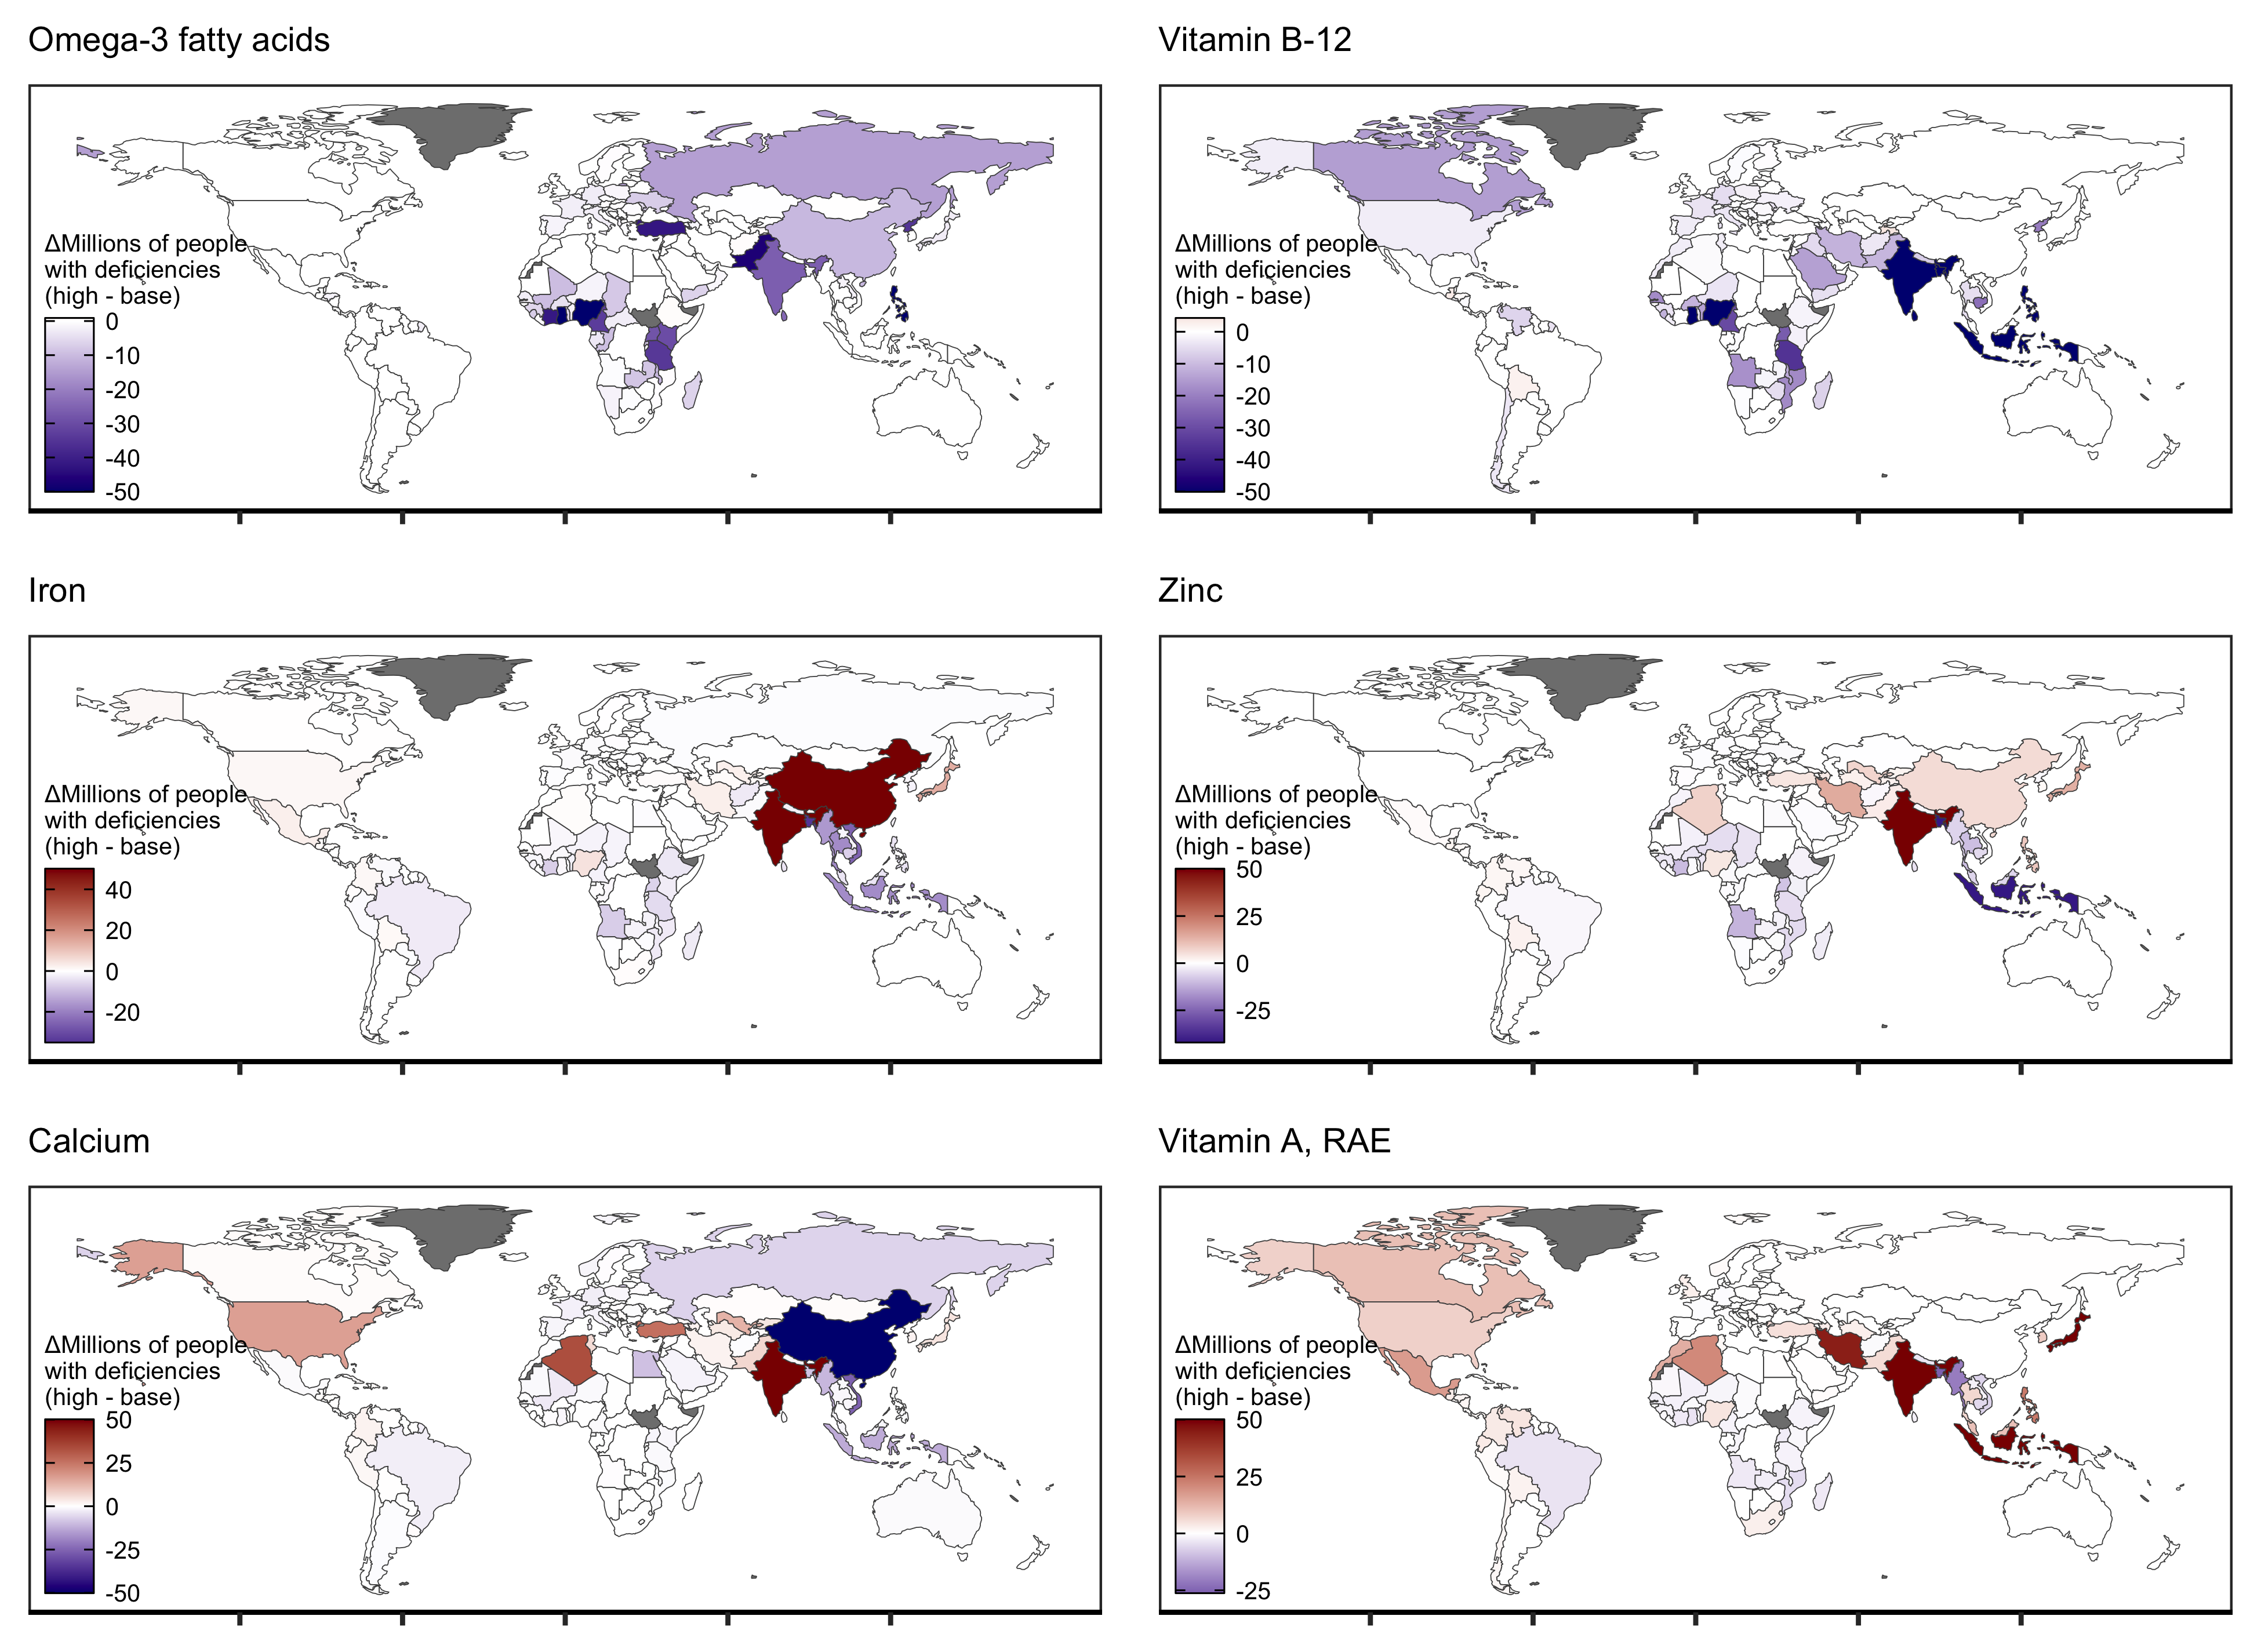 Omega-3 fatty acids
ΔMillions of people
with deficiencies
(high - base)
0
-10
-20
-30
-40
-50
Vitamin B-12
ΔMillions of people
with deficiencies
(high - base)
0
-10
-20
-30
-40
-50
Iron
ΔMillions of people
with deficiencies
(high - base)
40
20
0
-20
Zinc
ΔMillions of people
with deficiencies
(high - base)
50
25
0
-25
Calcium
ΔMillions of people
with deficiencies
(high - base)
50
25
0
-25
-50
Vitamin A, RAE
ΔMillions of people
with deficiencies
(high - base)
50
25
0
-25